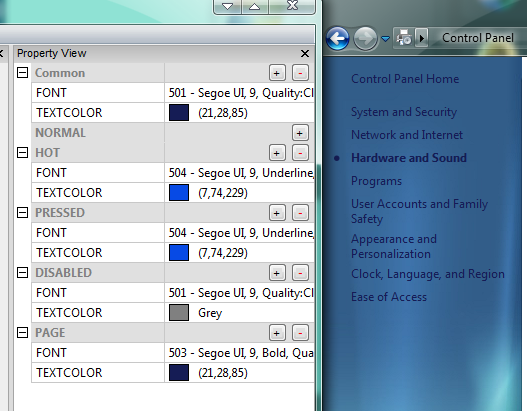 Property View
Common
FONT 501 - Segoe UI, 9, Quality:Cl
TEXTCOLOR (21,28,85)
NORMAL
HOT
FONT 504 - Segoe UI, 9, Underline,
TEXTCOLOR (7,74,229)
PRESSED
FONT 504 - Segoe UI, 9, Underline,
TEXTCOLOR (7,74,229)
DISABLED
FONT 501 - Segoe UI, 9, Quality:Cl
TEXTCOLOR Grey
PAGE
FONT 503 - Segoe UI, 9, Bold, Qua
TEXTCOLOR (21,28,85)
Control Panel
Control Panel Home
System and Security
Network and Internet
Hardware and Sound
Programs
User Accounts and Family
Safety
Appearance and
Personalization
Clock, Language, and Region
Ease of Access